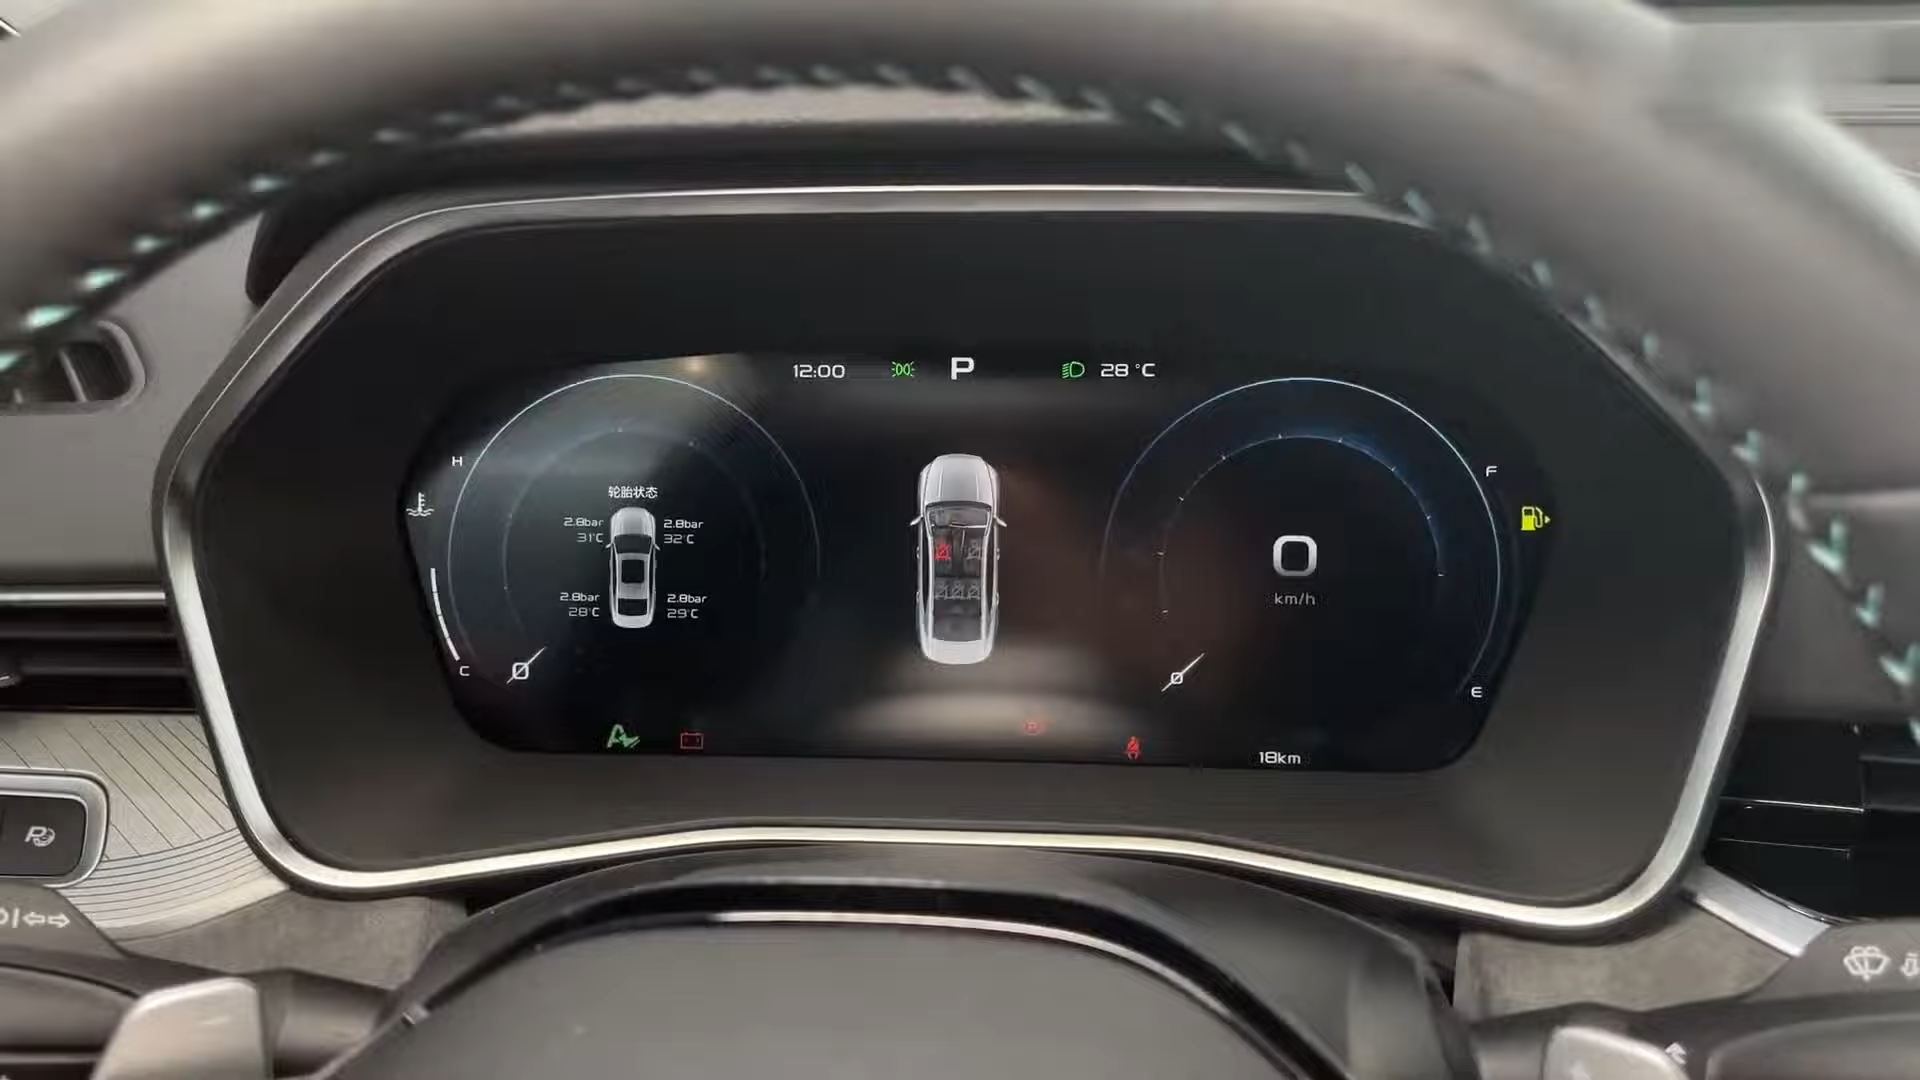 12:00 P 28 °C
H
F
轮胎状态
2.8bar 2.8bar
31°C 32°C
0
km/h
2.8bar 2.8bar
28°C 29°C
C 0
0 E
A
18km
P